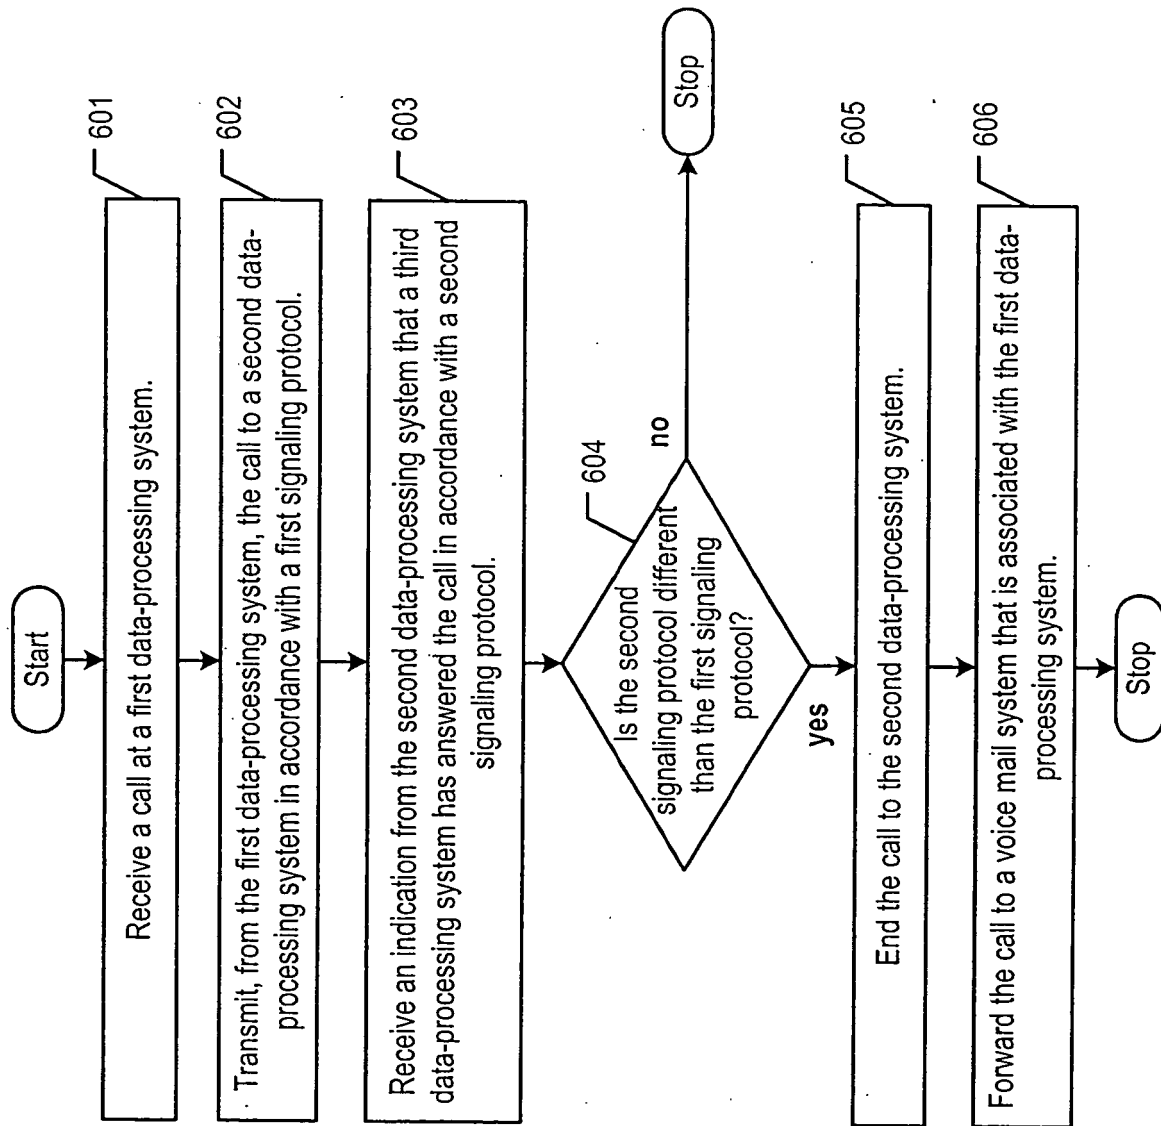 Start
601
Receive a call at a first data-processing system.
602
Transmit, from the first data-processing system, the call to a second data-
processing system in accordance with a first signaling protocol.
603
Receive an indication from the second data-processing system that a third
data-processing system has answered the call in accordance with a second
signaling protocol.
604
Is the second
signaling protocol different
than the first signaling
protocol?
no
Stop
yes
605
End the call to the second data-processing system.
606
Forward the call to a voice mail system that is associated with the first data-
processing system.
Stop